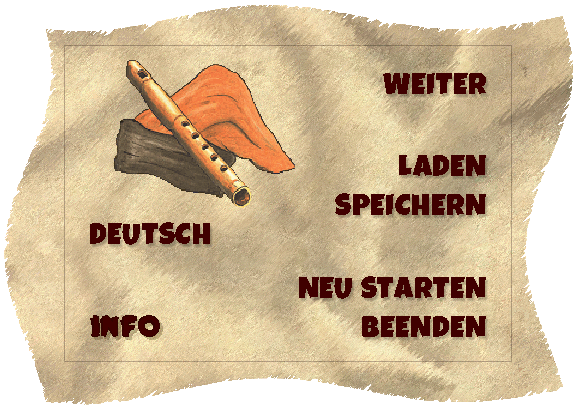 WEITER
LADEN
SPEICHERN
DEUTSCH
NEU STARTEN
INFO
BEENDEN